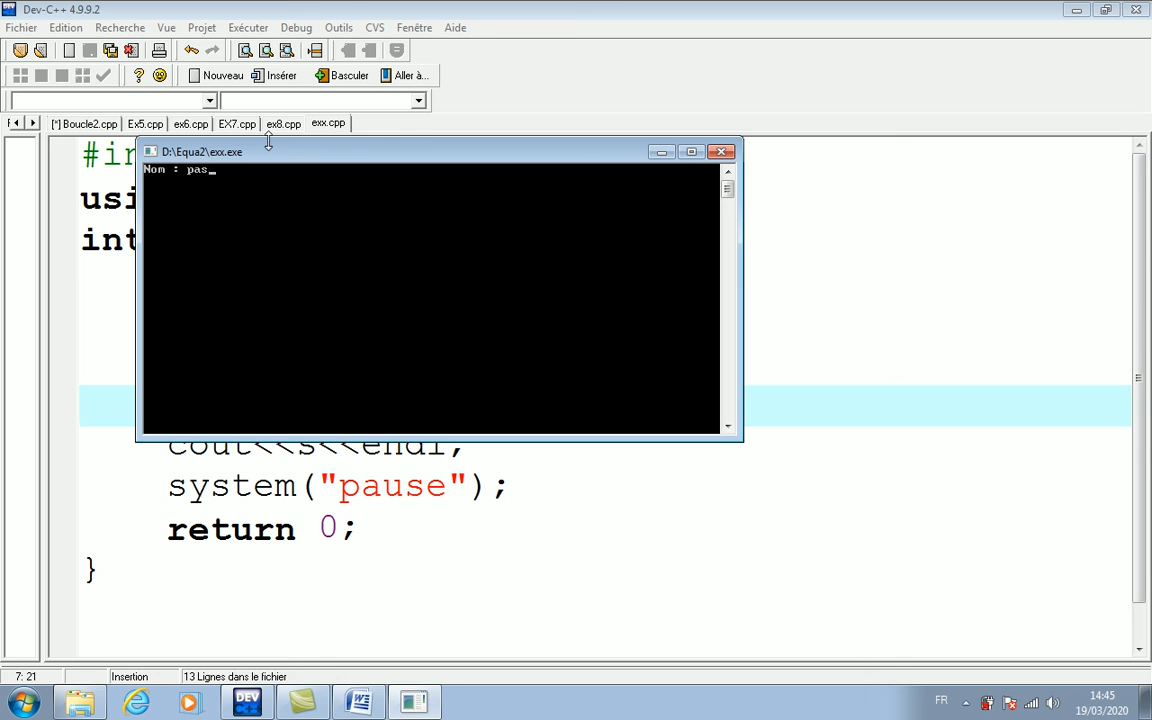 Dev-C++ 4.9.9.2
Fichier Edition Recherche Vue Projet Exécuter Debug Outils CVS Fenêtre Aide
Nouveau Insérer Basculer Aller à...
[*] Boucle2.cpp Ex5.cpp ex6.cpp EX7.cpp ex8.cpp exx.cpp
D:\Equa2\exx.exe
Nom : pas_
#in
usi
int
cout<<s<<endl;
system("pause");
return 0;
}
7: 21 Insertion 13 Lignes dans le fichier
DEV C++ FR 14:45
19/03/2020